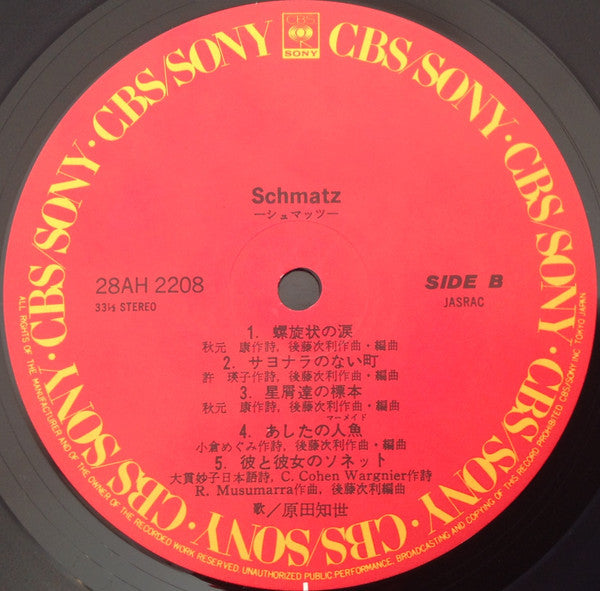 CBS/SONY · CBS/SONY · CBS/SONY · CBS/SONY · CBS/SONY · CBS/SONY · CBS/SONY
CBS
SONY
Schmatz
—シュマッツ—
28AH 2208
33⅓ STEREO
SIDE B
JASRAC
1. 螺旋状の涙
秋元 康作詩, 後藤次利作曲・編曲
2. サヨナラのない町
許 瑛子作詩, 後藤次利作曲・編曲
3. 星屑達の標本
秋元 康作詩, 後藤次利作曲・編曲
マーメイド
4. あしたの人魚
小倉めぐみ作詩, 後藤次利作曲・編曲
5. 彼と彼女のソネット
大貫妙子日本語詩, C. Cohen Wargnier作詩
R. Musumarra作曲, 後藤次利編曲
歌／原田知世
ALL RIGHTS OF THE MANUFACTURER AND OF THE OWNER OF THE RECORDED WORK RESERVED. UNAUTHORIZED PUBLIC PERFORMANCE, BROADCASTING AND COPYING OF THIS RECORD PROHIBITED. CBS/SONY INC. TOKYO JAPAN